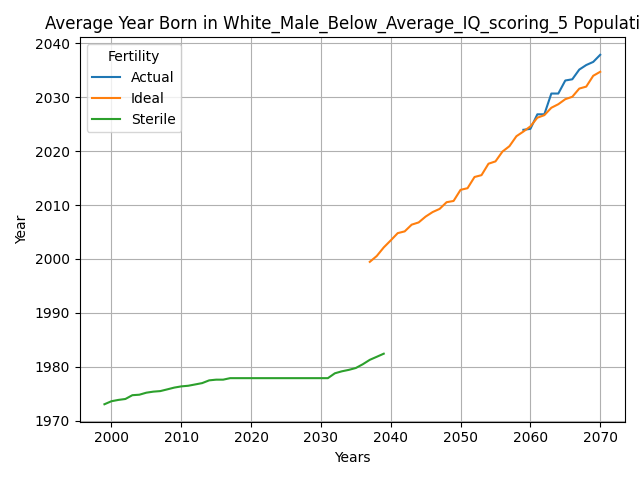 Average Year Born in White_Male_Below_Average_IQ_scoring_5 Populati
Fertility
Actual
Ideal
Sterile
Year
2040
2030
2020
2010
2000
1990
1980
1970
2000 2010 2020 2030 2040 2050 2060 2070
Years